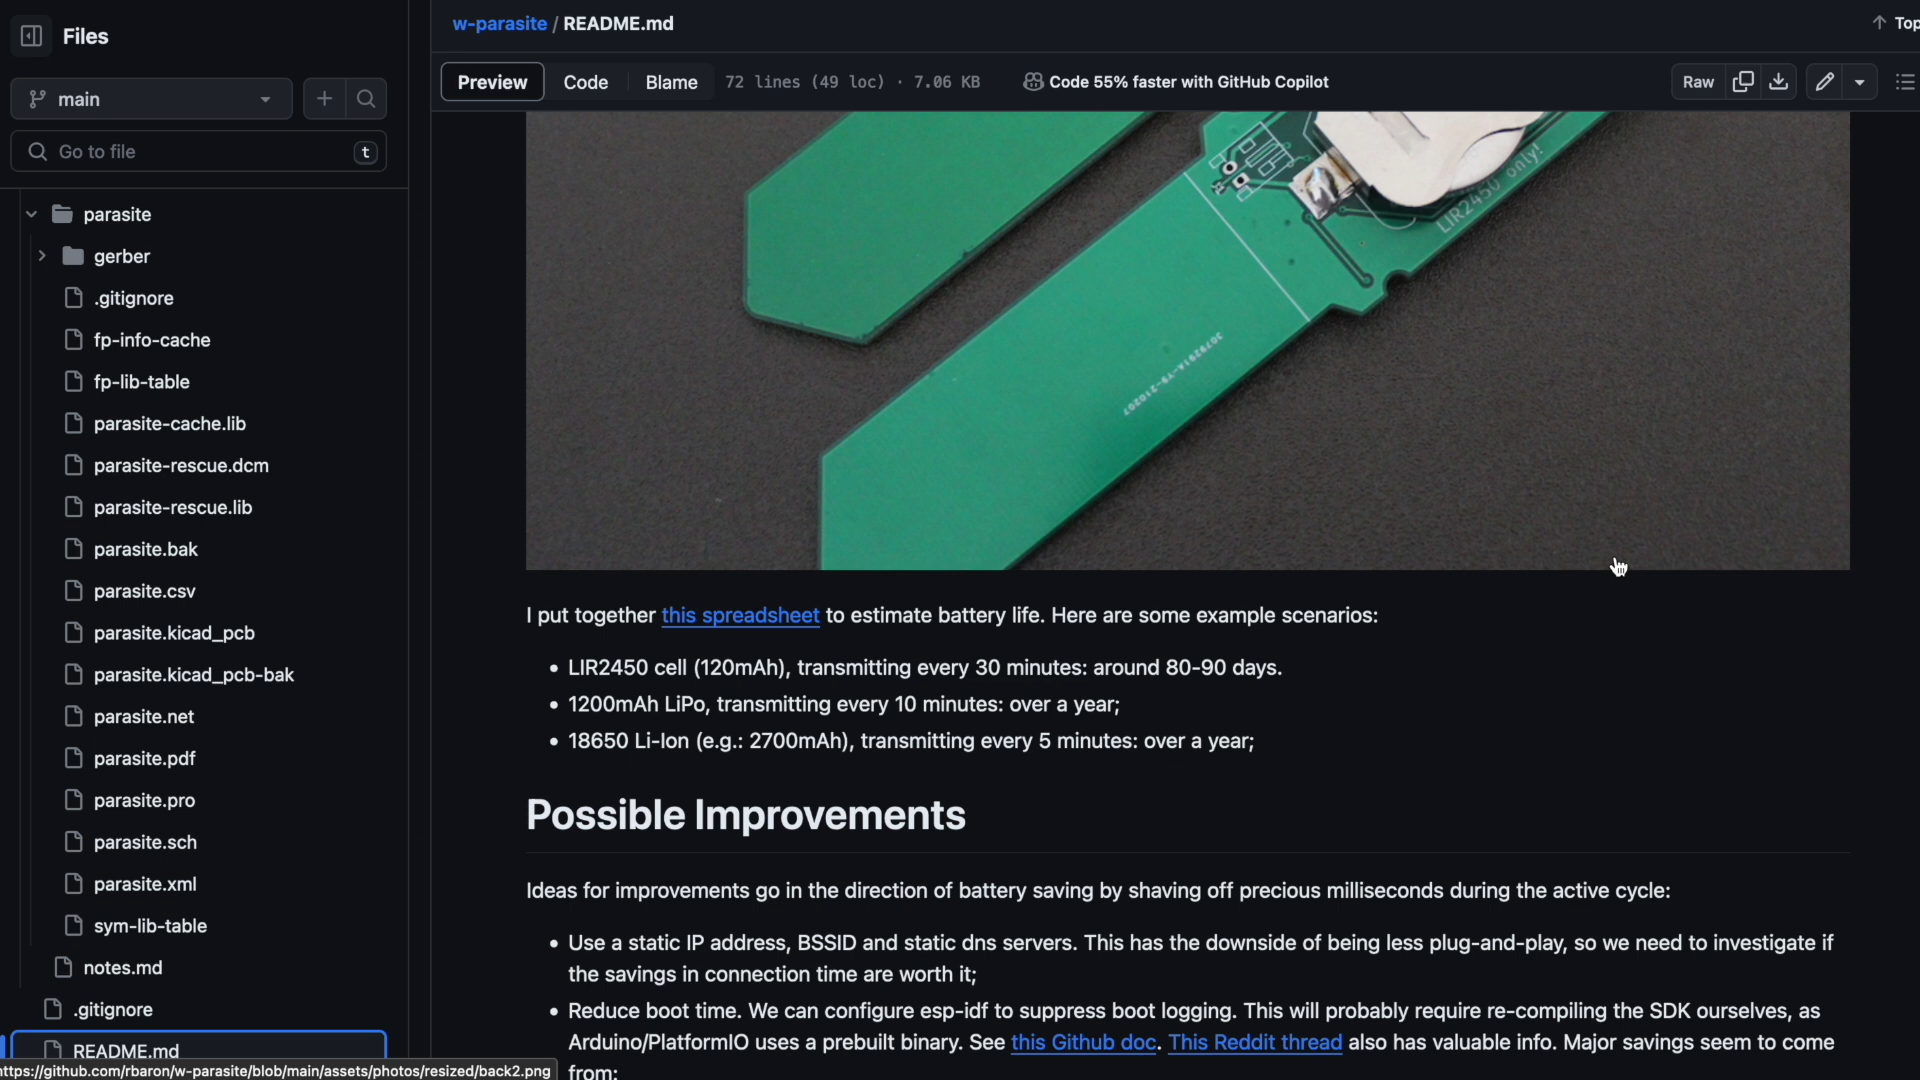 Files
w-parasite / README.md
Top
Preview Code Blame 72 lines (49 loc) · 7.06 KB Code 55% faster with GitHub Copilot Raw
main
Go to file t
parasite
gerber
.gitignore
fp-info-cache
fp-lib-table
parasite-cache.lib
parasite-rescue.dcm
parasite-rescue.lib
parasite.bak
parasite.csv
parasite.kicad_pcb
parasite.kicad_pcb-bak
parasite.net
parasite.pdf
parasite.pro
parasite.sch
parasite.xml
sym-lib-table
notes.md
.gitignore
README.md
https://github.com/rbaron/w-parasite/blob/main/assets/photos/resized/back2.png
LIR2450 only!
3079291A-Y9-210207
I put together this spreadsheet to estimate battery life. Here are some example scenarios:
• LIR2450 cell (120mAh), transmitting every 30 minutes: around 80-90 days.
• 1200mAh LiPo, transmitting every 10 minutes: over a year;
• 18650 Li-Ion (e.g.: 2700mAh), transmitting every 5 minutes: over a year;
Possible Improvements
Ideas for improvements go in the direction of battery saving by shaving off precious milliseconds during the active cycle:
• Use a static IP address, BSSID and static dns servers. This has the downside of being less plug-and-play, so we need to investigate if
the savings in connection time are worth it;
• Reduce boot time. We can configure esp-idf to suppress boot logging. This will probably require re-compiling the SDK ourselves, as
Arduino/PlatformIO uses a prebuilt binary. See this Github doc. This Reddit thread also has valuable info. Major savings seem to come
from: